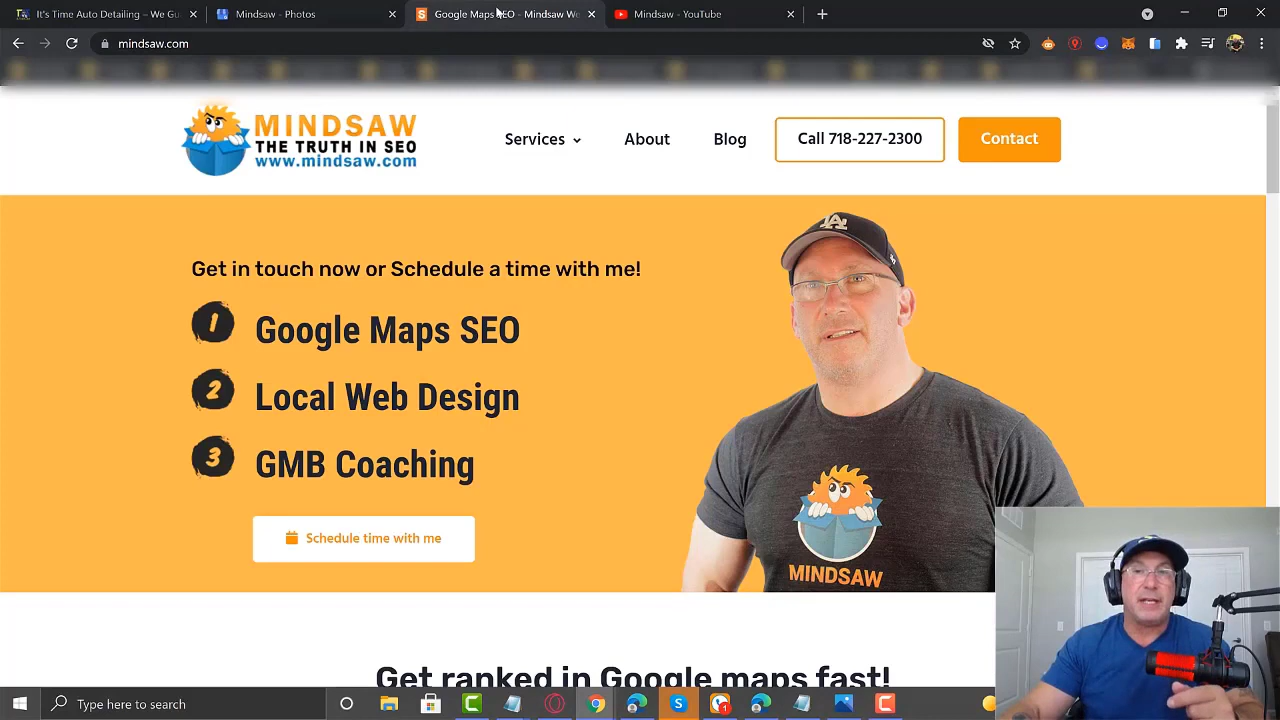 It's Time Auto Detailing – We Gu
Mindsaw - Photos
Google Maps SEO - Mindsaw We
Mindsaw - YouTube
mindsaw.com
MINDSAW
THE TRUTH IN SEO
www.mindsaw.com
Services
About
Blog
Call 718-227-2300
Contact
Get in touch now or Schedule a time with me!
1 Google Maps SEO
2 Local Web Design
3 GMB Coaching
Schedule time with me
LA
MINDSAW
Get ranked in Google maps fast!
Type here to search